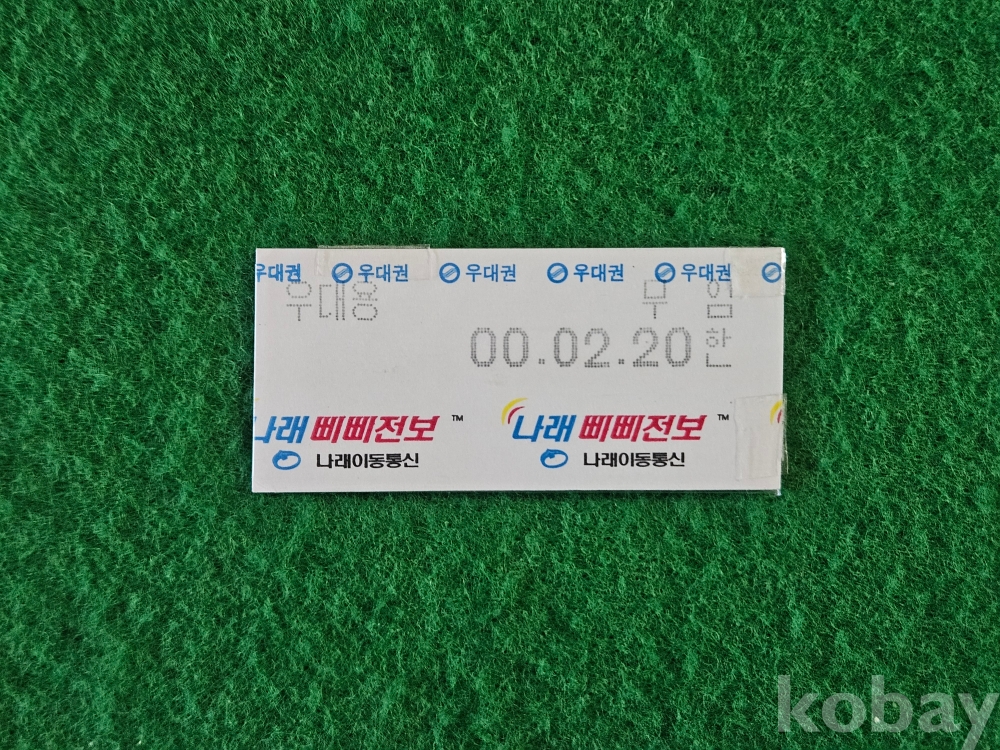 우대권 우대권 우대권 우대권 우대권
우대용 무 임
00.02.20 한
나래 삐삐전보 ™ 나래 삐삐전보 ™
나래이동통신 나래이동통신
kobay